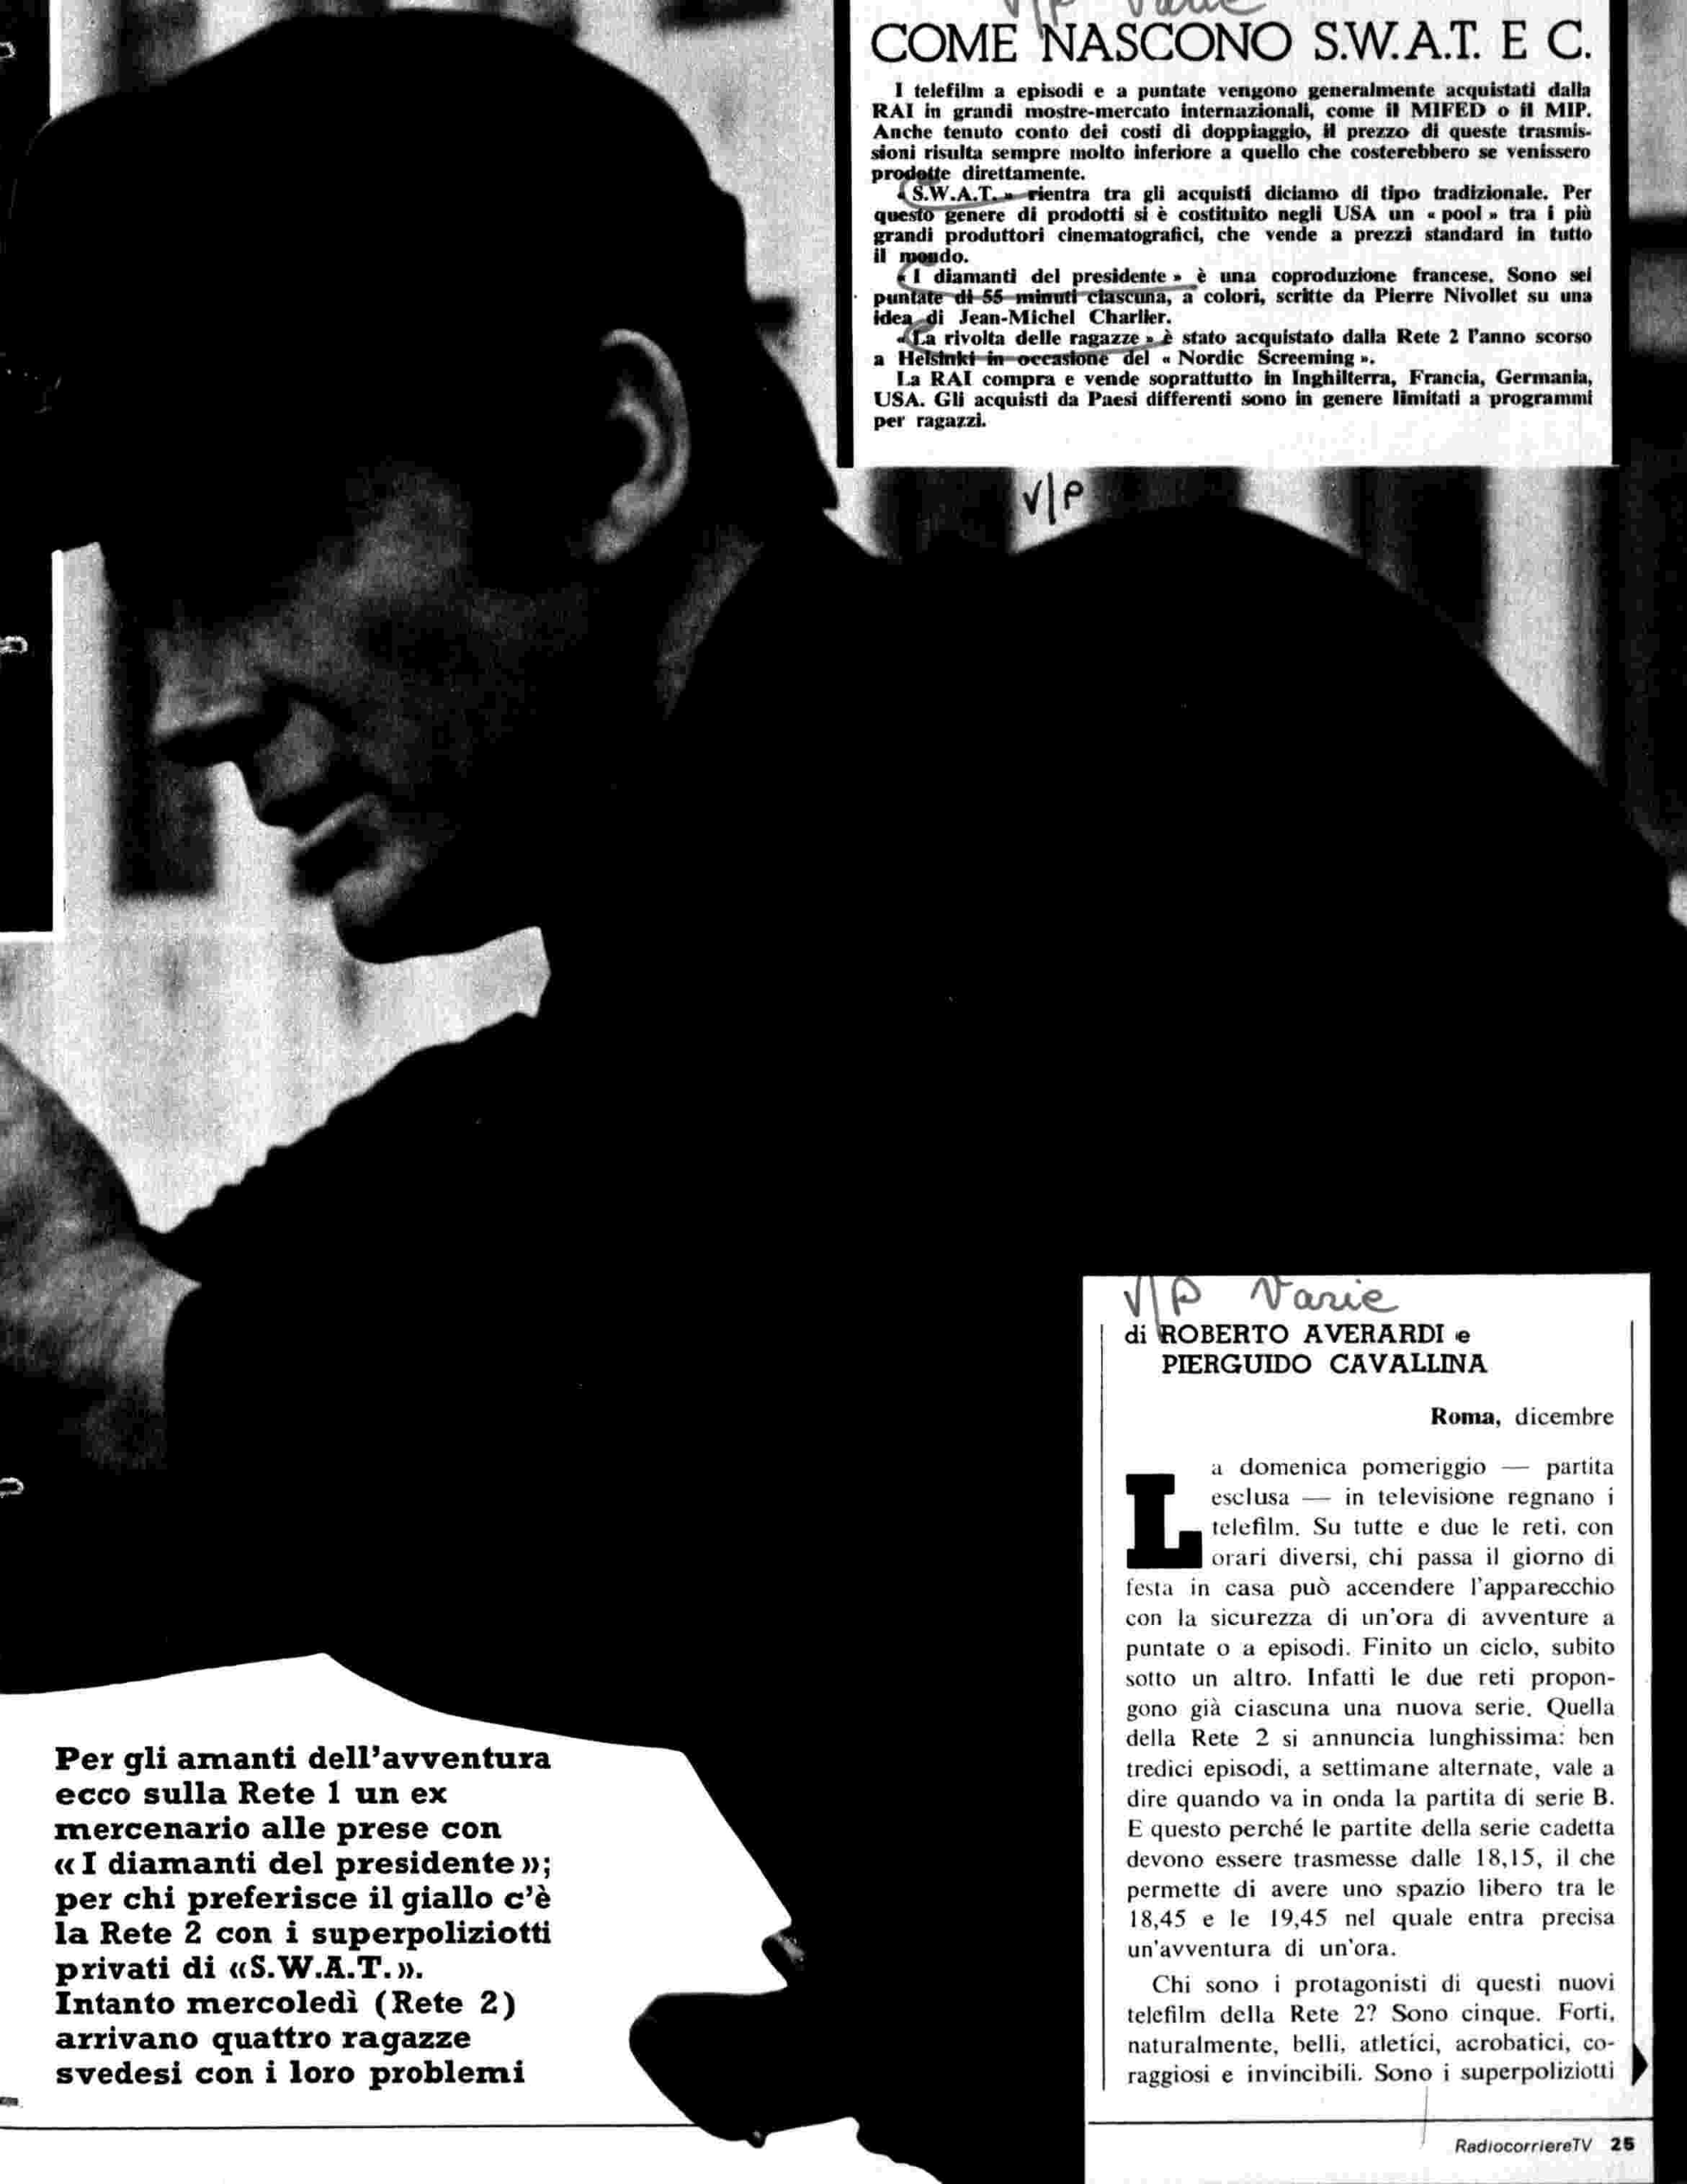 V/P Varie
COME NASCONO S.W.A.T. E C.
I telefilm a episodi e a puntate vengono generalmente acquistati dalla
RAI in grandi mostre-mercato internazionali, come il MIFED o il MIP.
Anche tenuto conto dei costi di doppiaggio, il prezzo di queste trasmis-
sioni risulta sempre molto inferiore a quello che costerebbero se venissero
prodotte direttamente.
« S.W.A.T. » rientra tra gli acquisti diciamo di tipo tradizionale. Per
questo genere di prodotti si è costituito negli USA un « pool » tra i più
grandi produttori cinematografici, che vende a prezzi standard in tutto
il mondo.
« I diamanti del presidente » è una coproduzione francese. Sono sei
puntate di 55 minuti ciascuna, a colori, scritte da Pierre Nivollet su una
idea di Jean-Michel Charlier.
« La rivolta delle ragazze » è stato acquistato dalla Rete 2 l'anno scorso
a Helsinki in occasione del « Nordic Screeming ».
La RAI compra e vende soprattutto in Inghilterra, Francia, Germania,
USA. Gli acquisti da Paesi differenti sono in genere limitati a programmi
per ragazzi.
V/P
Per gli amanti dell'avventura
ecco sulla Rete 1 un ex
mercenario alle prese con
« I diamanti del presidente »;
per chi preferisce il giallo c'è
la Rete 2 con i superpoliziotti
privati di «S.W.A.T.».
Intanto mercoledì (Rete 2)
arrivano quattro ragazze
svedesi con i loro problemi
V/P Varie
di ROBERTO AVERARDI e
PIERGUIDO CAVALLINA
Roma, dicembre
La domenica pomeriggio — partita
esclusa — in televisione regnano i
telefilm. Su tutte e due le reti, con
orari diversi, chi passa il giorno di
festa in casa può accendere l'apparecchio
con la sicurezza di un'ora di avventure a
puntate o a episodi. Finito un ciclo, subito
sotto un altro. Infatti le due reti propon-
gono già ciascuna una nuova serie. Quella
della Rete 2 si annuncia lunghissima: ben
tredici episodi, a settimane alternate, vale a
dire quando va in onda la partita di serie B.
E questo perché le partite della serie cadetta
devono essere trasmesse dalle 18,15, il che
permette di avere uno spazio libero tra le
18,45 e le 19,45 nel quale entra precisa
un'avventura di un'ora.
Chi sono i protagonisti di questi nuovi
telefilm della Rete 2? Sono cinque. Forti,
naturalmente, belli, atletici, acrobatici, co-
raggiosi e invincibili. Sono i superpoliziotti
RadiocorriereTV 25